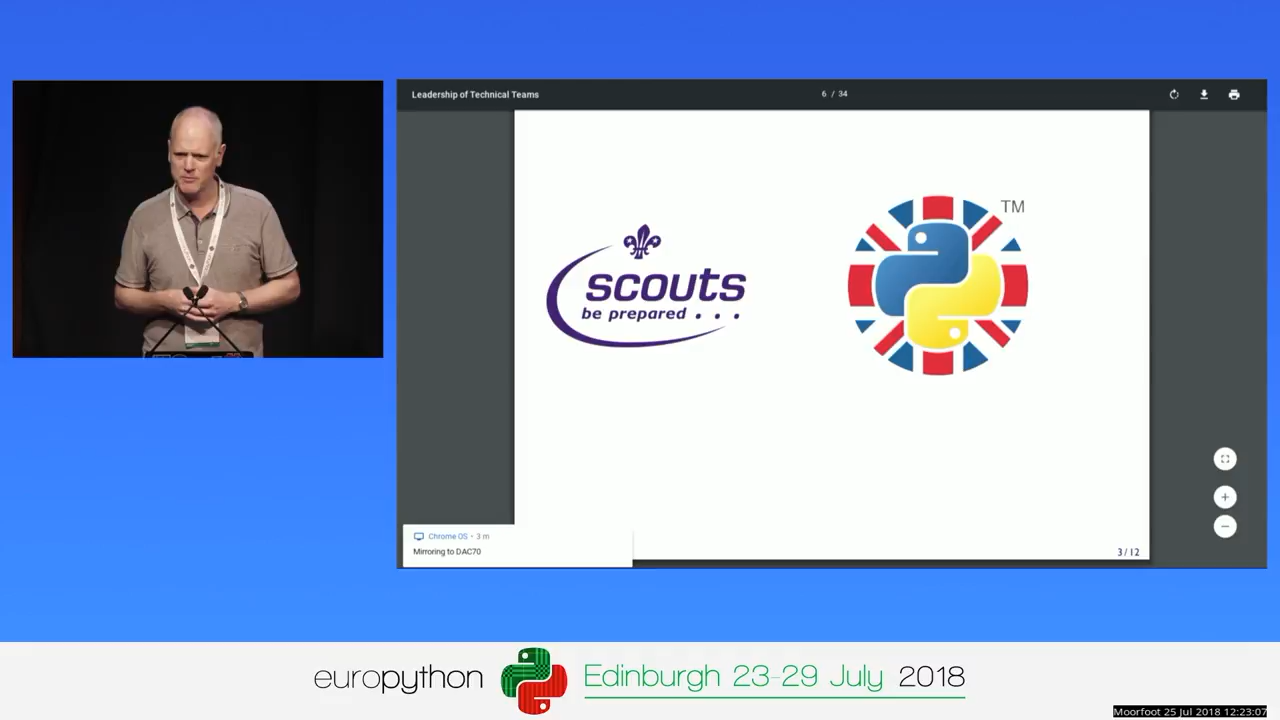 Leadership of Technical Teams
6 / 34
TM
scouts
be prepared . . .
Chrome OS • 3 m
Mirroring to DAC70
3 / 12
europython
Edinburgh 23-29 July 2018
Moorfoot 25 Jul 2018 12:23:07